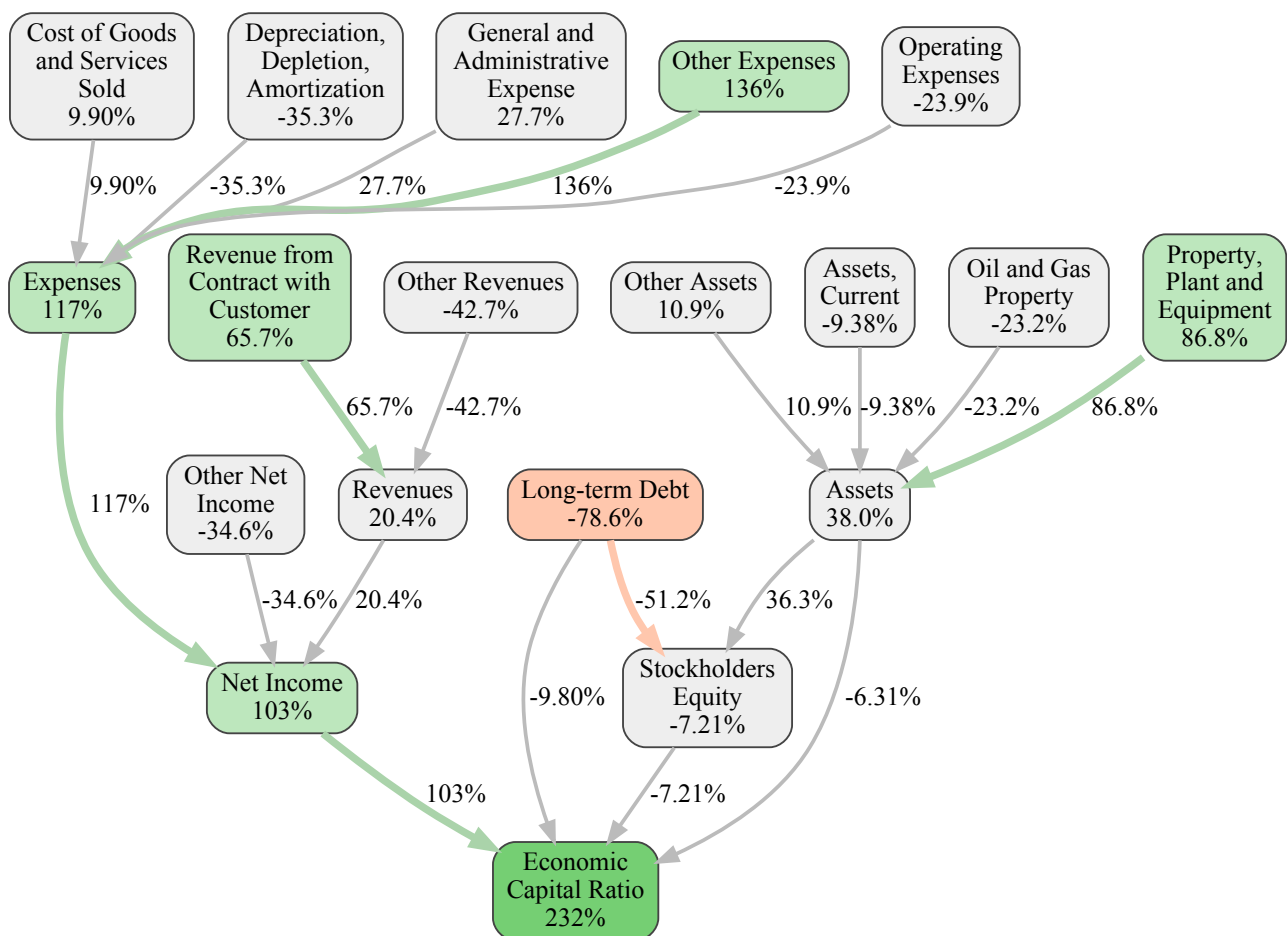 Cost of Goods
and Services
Sold
9.90%
Depreciation,
Depletion,
Amortization
-35.3%
General and
Administrative
Expense
27.7%
Other Expenses
136%
Operating
Expenses
-23.9%
9.90%
-35.3%
27.7%
136%
-23.9%
Expenses
117%
Revenue from
Contract with
Customer
65.7%
Other Revenues
-42.7%
Other Assets
10.9%
Assets,
Current
-9.38%
Oil and Gas
Property
-23.2%
Property,
Plant and
Equipment
86.8%
65.7%
-42.7%
10.9%
-9.38%
-23.2%
86.8%
117%
Other Net
Income
-34.6%
Revenues
20.4%
Long-term Debt
-78.6%
Assets
38.0%
-34.6%
20.4%
-51.2%
36.3%
Net Income
103%
-9.80%
Stockholders
Equity
-7.21%
-6.31%
103%
-7.21%
Economic
Capital Ratio
232%